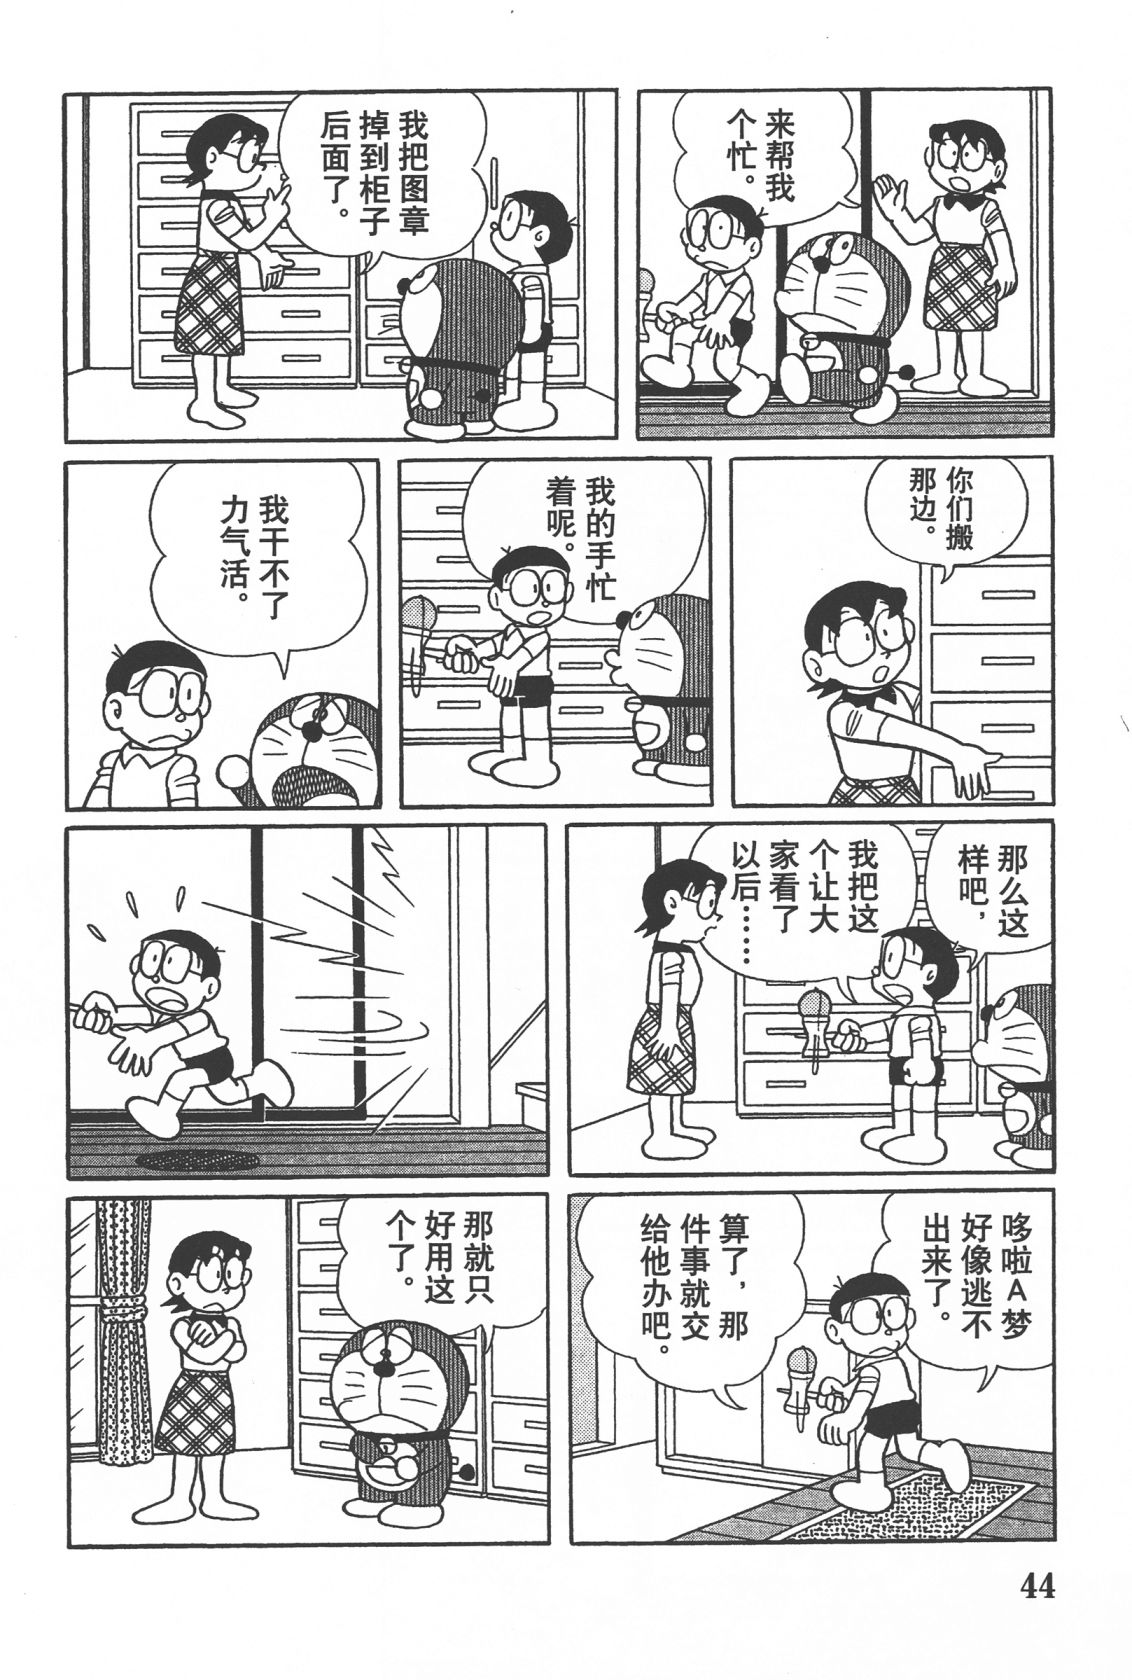 来帮我
个忙。
我把图章
掉到柜子
后面了。
你们搬
那边。
我的手忙
着呢。
我干不了
力气活。
那么这
样吧，
我把这
个让大
家看了
以后……
哆啦A梦
好像逃不
出来了。
算了，那
件事就交
给他办吧。
那就只
好用这
个了。
44